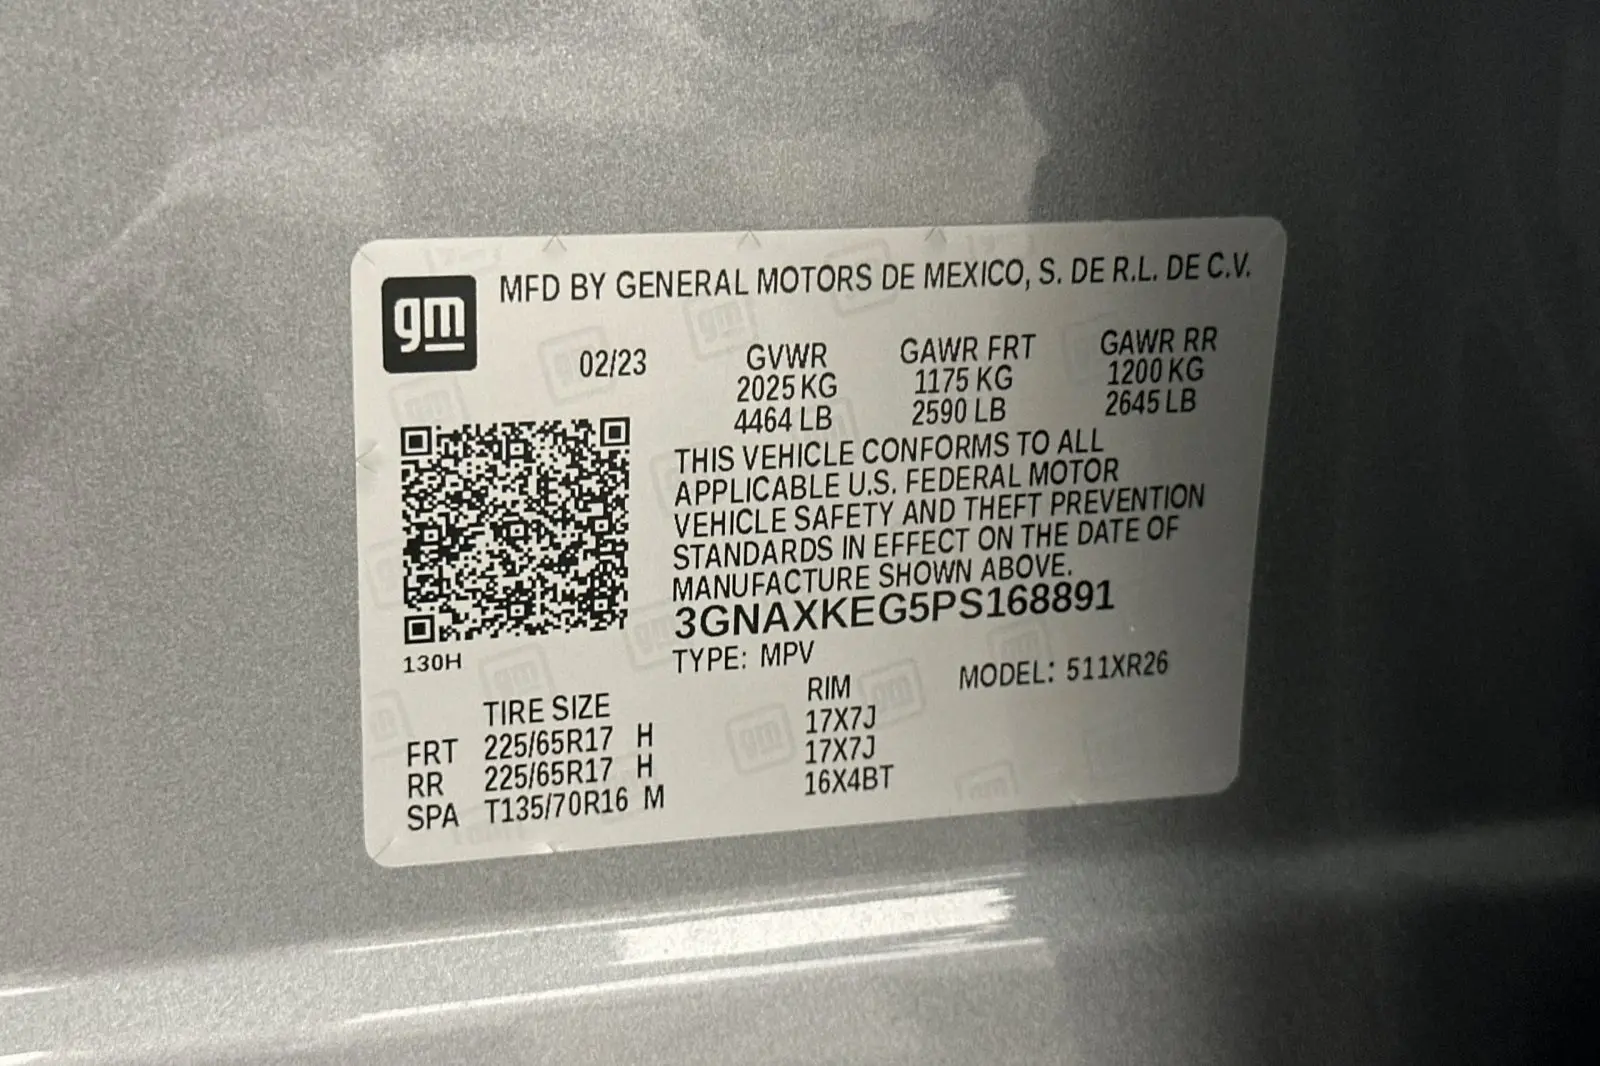 gm
MFD BY GENERAL MOTORS DE MEXICO, S. DE R.L. DE C.V.
02/23 GVWR GAWR FRT GAWR RR
2025 KG 1175 KG 1200 KG
4464 LB 2590 LB 2645 LB
THIS VEHICLE CONFORMS TO ALL
APPLICABLE U.S. FEDERAL MOTOR
VEHICLE SAFETY AND THEFT PREVENTION
STANDARDS IN EFFECT ON THE DATE OF
MANUFACTURE SHOWN ABOVE.
3GNAXKEG5PS168891
130H
TYPE: MPV MODEL: 511XR26
TIRE SIZE RIM
FRT 225/65R17 H 17X7J
RR 225/65R17 H 17X7J
SPA T135/70R16 M 16X4BT